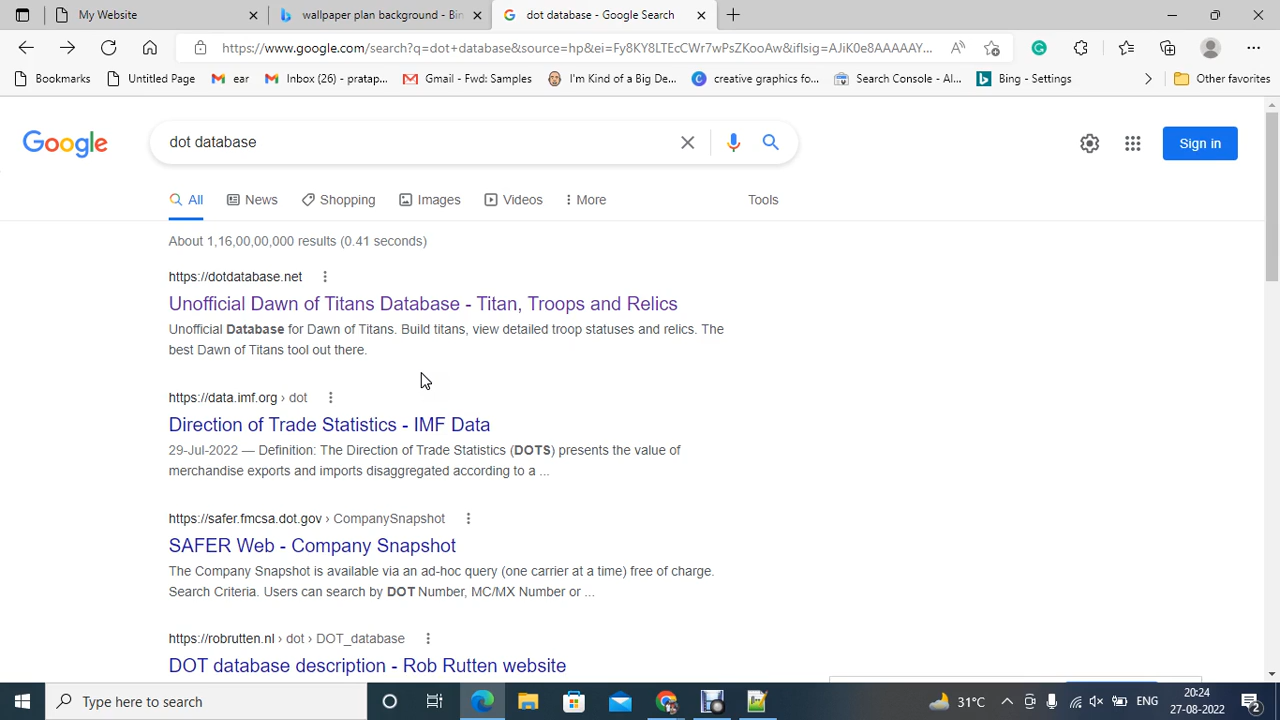 My Website
wallpaper plan background - Bin
dot database - Google Search
https://www.google.com/search?q=dot+database&source=hp&ei=Fy8KY8LTEcCWr7wPsZKooAw&iflsig=AJiK0e8AAAAAY...
Bookmarks
Untitled Page
ear
Inbox (26) - pratap...
Gmail - Fwd: Samples
I'm Kind of a Big De...
creative graphics fo...
Search Console - Al...
Bing - Settings
Other favorites
Google
dot database
Sign in
All
News
Shopping
Images
Videos
More
Tools
About 1,16,00,00,000 results (0.41 seconds)
https://dotdatabase.net
Unofficial Dawn of Titans Database - Titan, Troops and Relics
Unofficial Database for Dawn of Titans. Build titans, view detailed troop statuses and relics. The
best Dawn of Titans tool out there.
https://data.imf.org › dot
Direction of Trade Statistics - IMF Data
29-Jul-2022 — Definition: The Direction of Trade Statistics (DOTS) presents the value of
merchandise exports and imports disaggregated according to a ...
https://safer.fmcsa.dot.gov › CompanySnapshot
SAFER Web - Company Snapshot
The Company Snapshot is available via an ad-hoc query (one carrier at a time) free of charge.
Search Criteria. Users can search by DOT Number, MC/MX Number or ...
https://robrutten.nl › dot › DOT_database
DOT database description - Rob Rutten website
Type here to search
31°C
ENG
20:24
27-08-2022
2